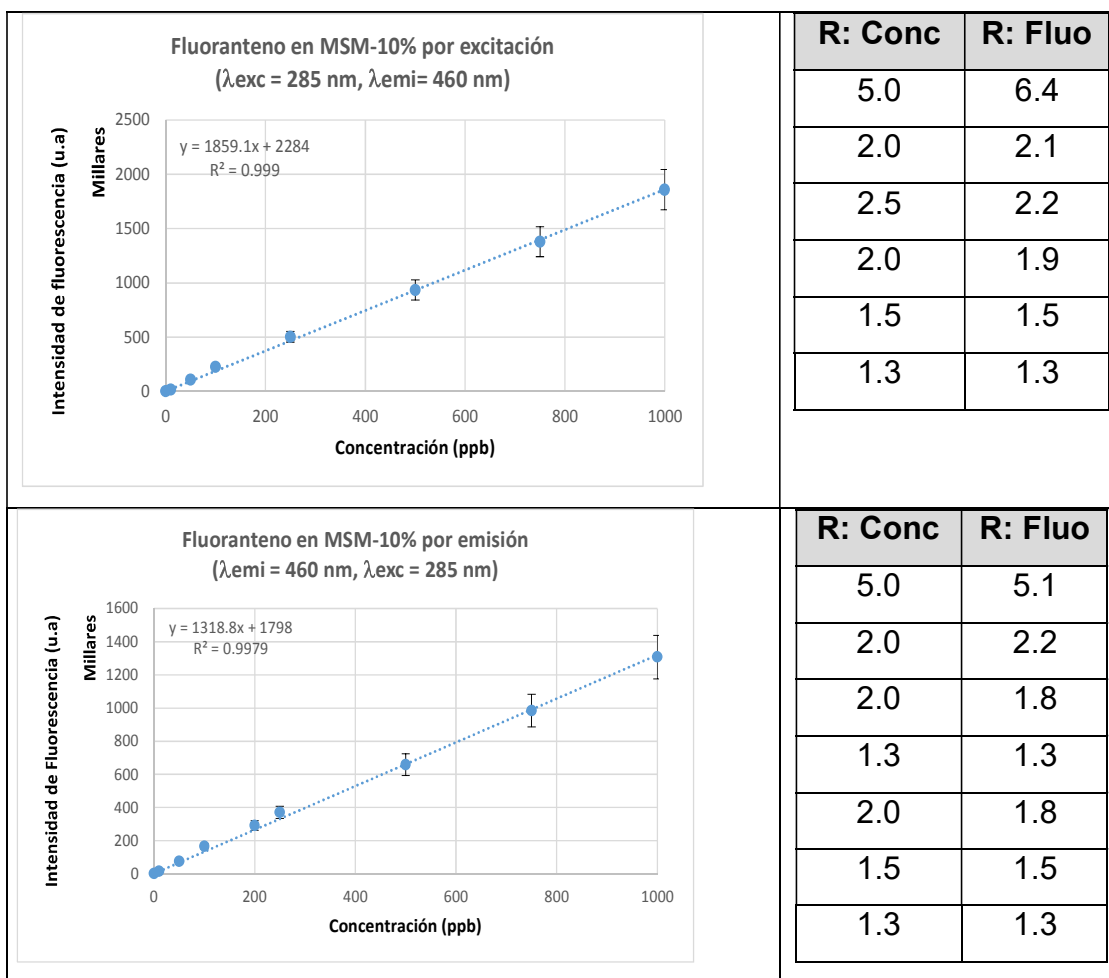 Fluoranteno en MSM-10% por excitación
(λexc = 285 nm, λemi= 460 nm)
Intensidad de fluorescencia (u.a)
Millares
2500
2000
1500
1000
500
0
y = 1859.1x + 2284
R² = 0.999
0 200 400 600 800 1000
Concentración (ppb)
R: Conc R: Fluo
5.0 6.4
2.0 2.1
2.5 2.2
2.0 1.9
1.5 1.5
1.3 1.3
Fluoranteno en MSM-10% por emisión
(λemi = 460 nm, λexc = 285 nm)
Intensidad de Fluorescencia (u.a)
Millares
1600
1400
1200
1000
800
600
400
200
0
y = 1318.8x + 1798
R² = 0.9979
0 200 400 600 800 1000
Concentración (ppb)
R: Conc R: Fluo
5.0 5.1
2.0 2.2
2.0 1.8
1.3 1.3
2.0 1.8
1.5 1.5
1.3 1.3